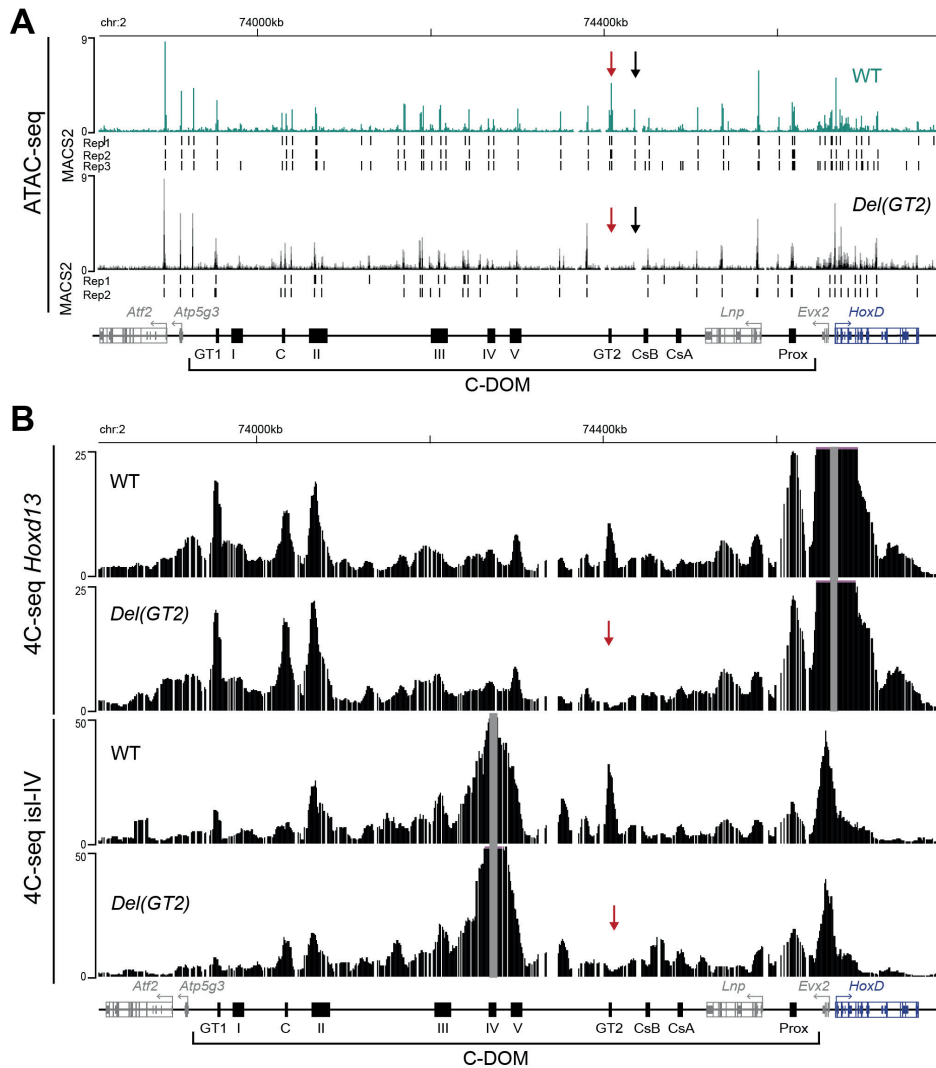 A
chr:2 74000kb 74400kb
ATAC-seq
9
0
WT
MACS2
Rep1
Rep2
Rep3
9
0
Del(GT2)
MACS2
Rep1
Rep2
Atf2 Atp5g3 Lnp Evx2 HoxD
GT1 I C II III IV V GT2 CsB CsA Prox
C-DOM
B
chr:2 74000kb 74400kb
4C-seq Hoxd13
25
WT
0
25
Del(GT2)
0
4C-seq isl-IV
50
WT
0
50
Del(GT2)
0
Atf2 Atp5g3 Lnp Evx2 HoxD
GT1 I C II III IV V GT2 CsB CsA Prox
C-DOM